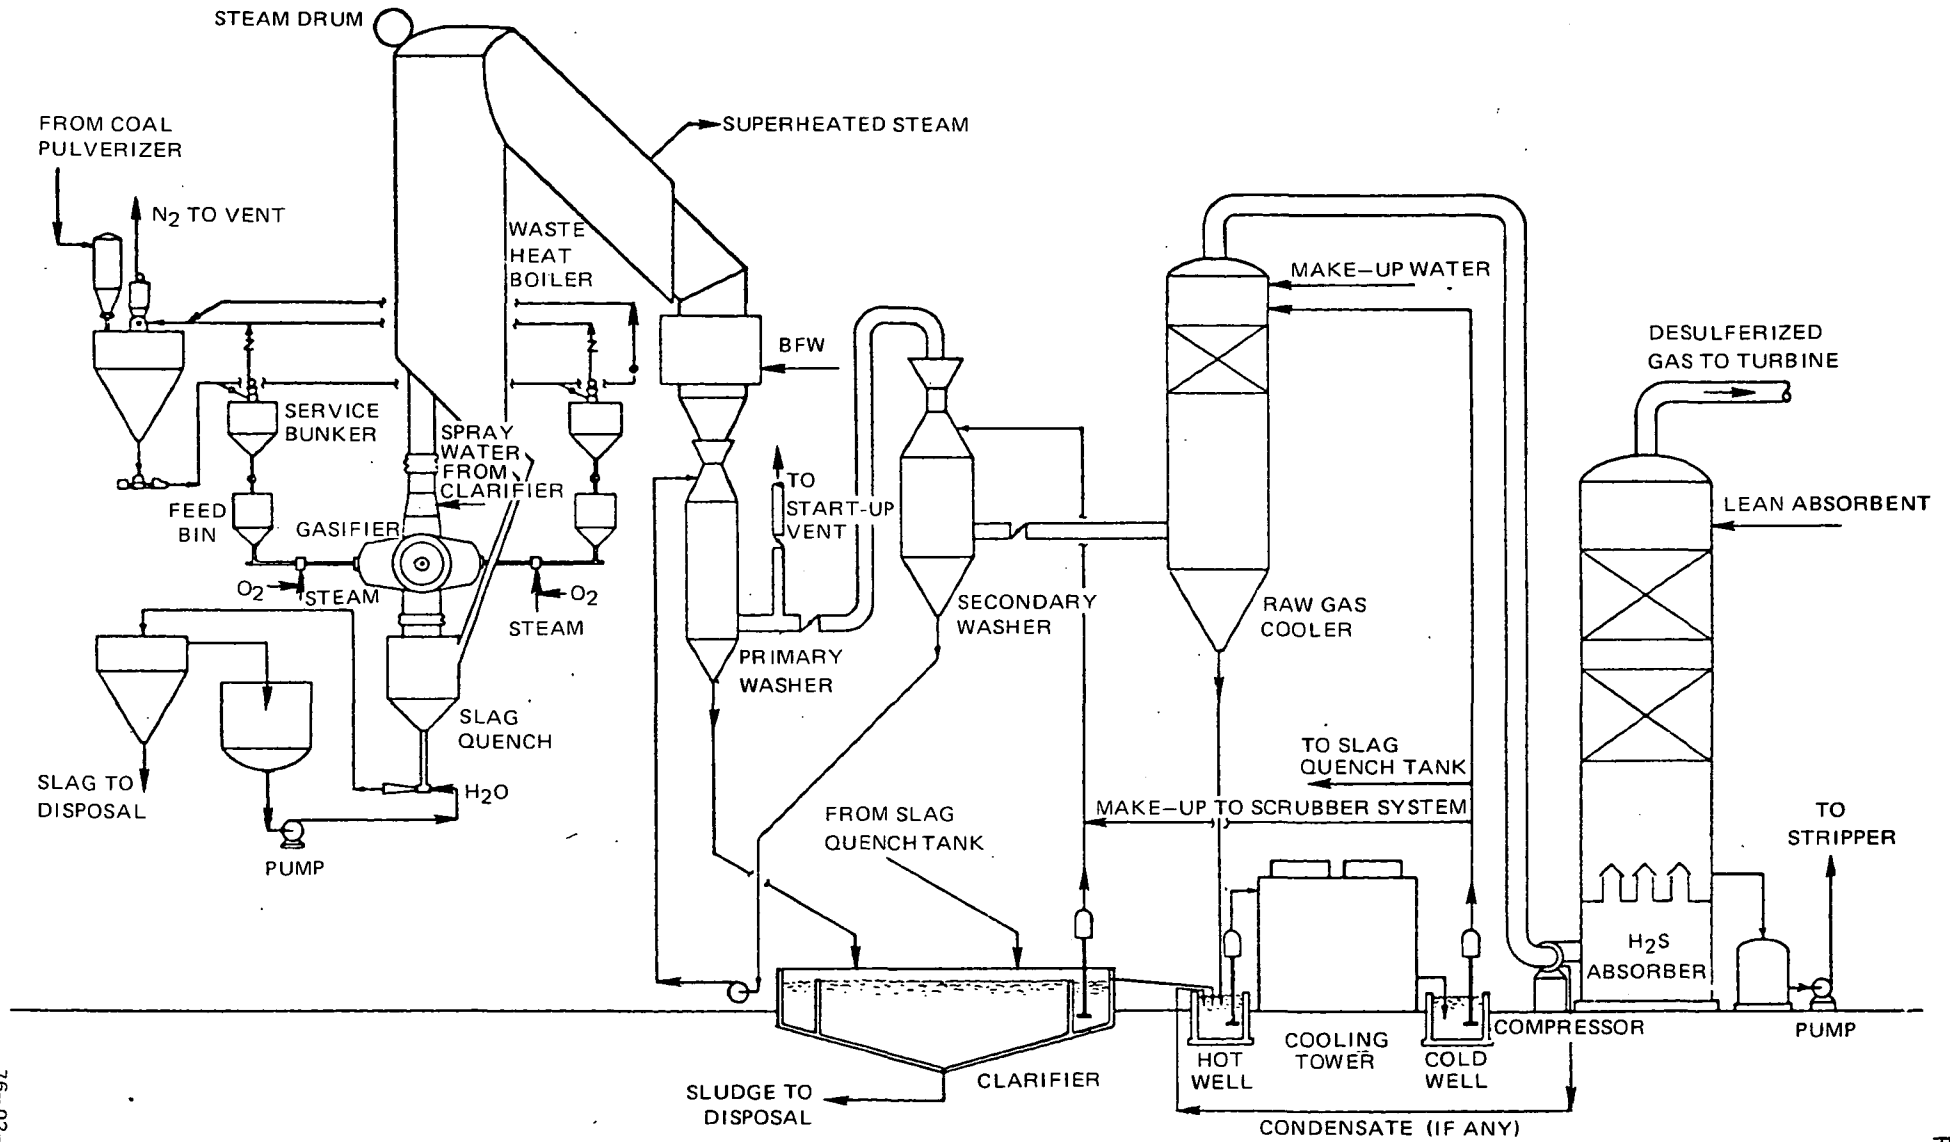 STEAM DRUM
FROM COAL
PULVERIZER
SUPERHEATED STEAM
N2 TO VENT
WASTE
HEAT
BOILER
MAKE-UP WATER
DESULFERIZED
GAS TO TURBINE
BFW
SERVICE
BUNKER
SPRAY
WATER
FROM
CLARIFIER
TO
START-UP
VENT
LEAN ABSORBENT
FEED
BIN
GASIFIER
O2
STEAM
O2
STEAM
SECONDARY
WASHER
RAW GAS
COOLER
PRIMARY
WASHER
SLAG
QUENCH
SLAG TO
DISPOSAL
H2O
PUMP
TO SLAG
QUENCH TANK
MAKE-UP TO SCRUBBER SYSTEM
FROM SLAG
QUENCH TANK
TO
STRIPPER
H2S
ABSORBER
COMPRESSOR
PUMP
COOLING
TOWER
HOT
WELL
COLD
WELL
CLARIFIER
SLUDGE TO
DISPOSAL
CONDENSATE (IF ANY)